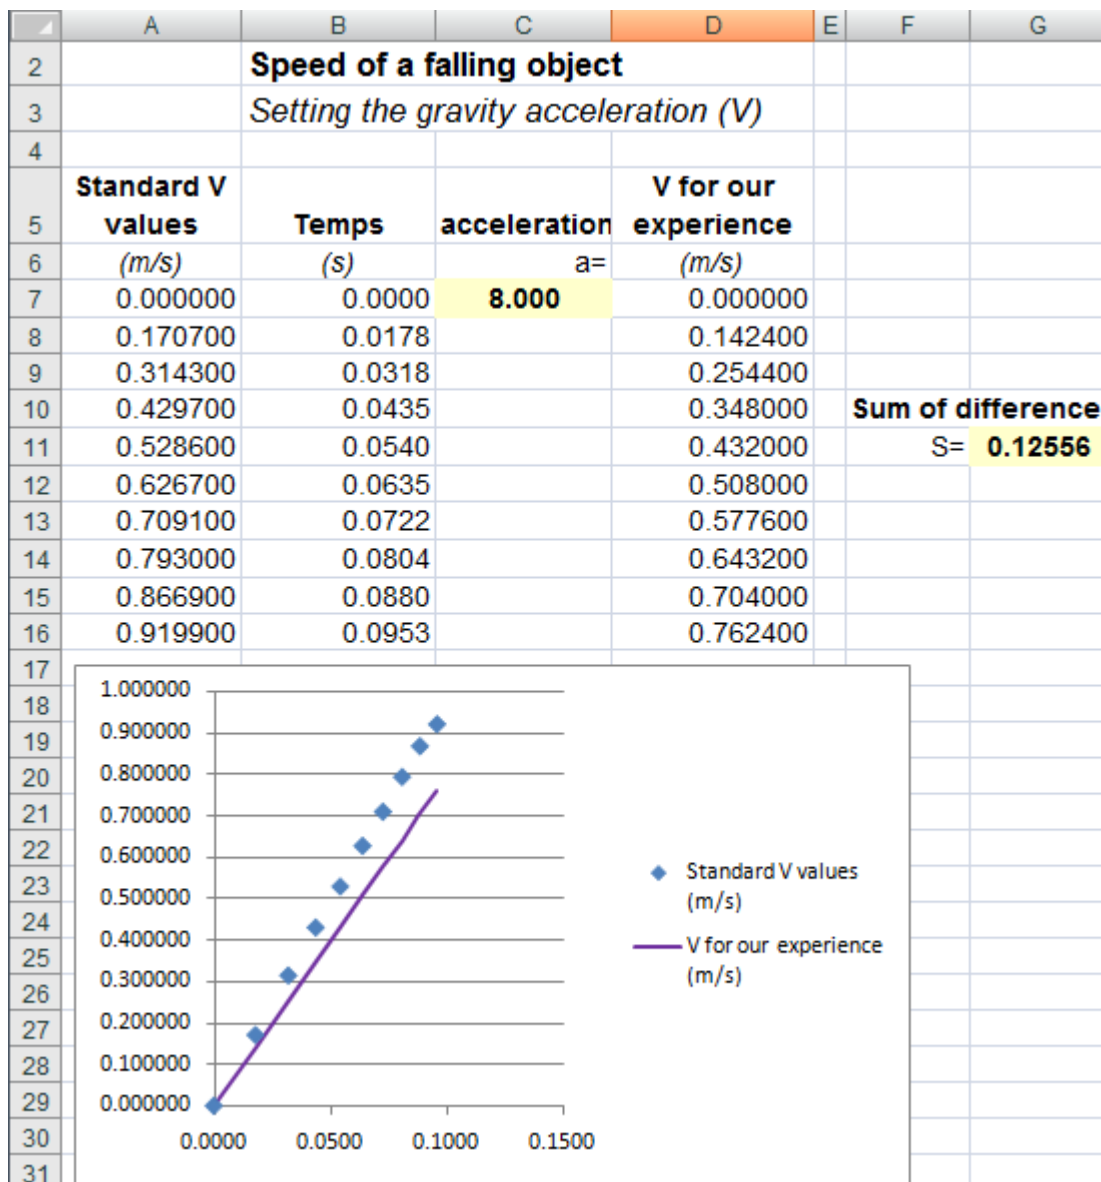 A B C D E F G
2 Speed of a falling object
3 Setting the gravity acceleration (V)
4
Standard V V for our
5 values Temps acceleration experience
6 (m/s) (s) a= (m/s)
7 0.000000 0.0000 8.000 0.000000
8 0.170700 0.0178 0.142400
9 0.314300 0.0318 0.254400
10 0.429700 0.0435 0.348000 Sum of difference
11 0.528600 0.0540 0.432000 S= 0.12556
12 0.626700 0.0635 0.508000
13 0.709100 0.0722 0.577600
14 0.793000 0.0804 0.643200
15 0.866900 0.0880 0.704000
16 0.919900 0.0953 0.762400
17
18
19
20
21
22
23
24
25
26
27
28
29
30
31
1.000000
0.900000
0.800000
0.700000
0.600000
0.500000
0.400000
0.300000
0.200000
0.100000
0.000000
0.0000 0.0500 0.1000 0.1500
Standard V values
(m/s)
V for our experience
(m/s)